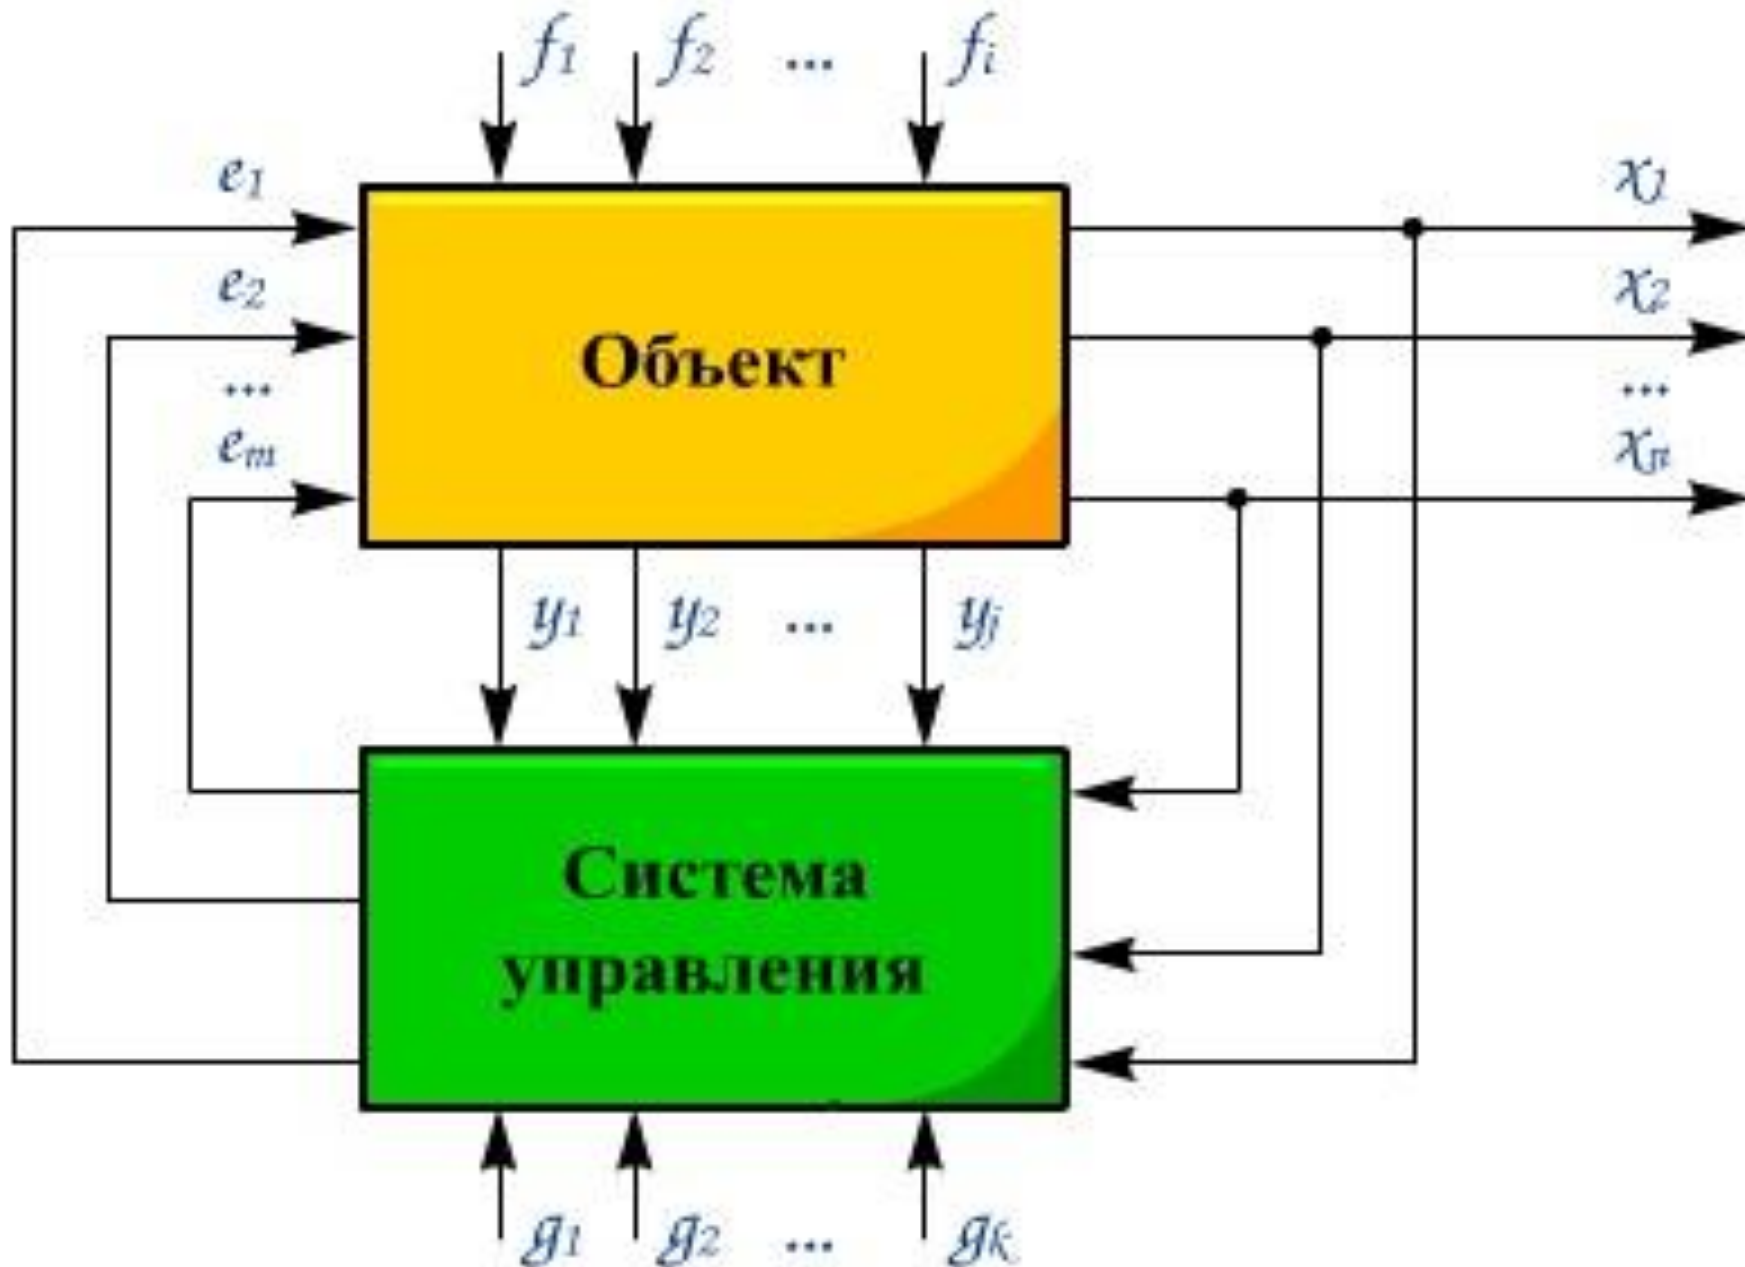 f1 f2 ... fi
e1
x1
e2
x2
Объект
...
...
em
xn
y1 y2 ... yj
Система
управления
g1 g2 ... gk